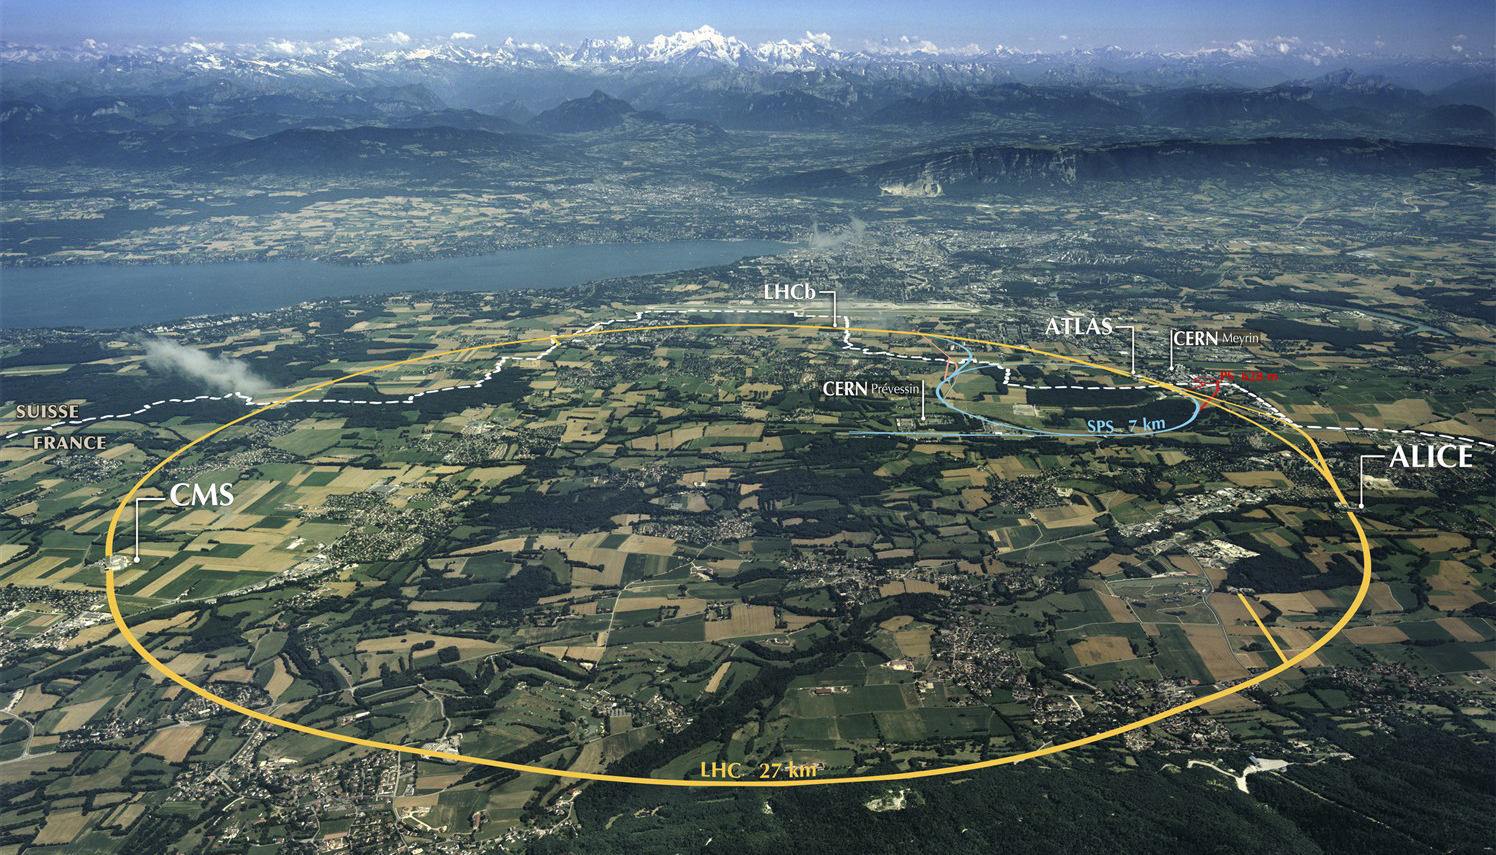 LHCb
ATLAS
CERN Meyrin
PS 628 m
CERN Prévessin
SUISSE
FRANCE
SPS 7 km
ALICE
CMS
LHC 27 km